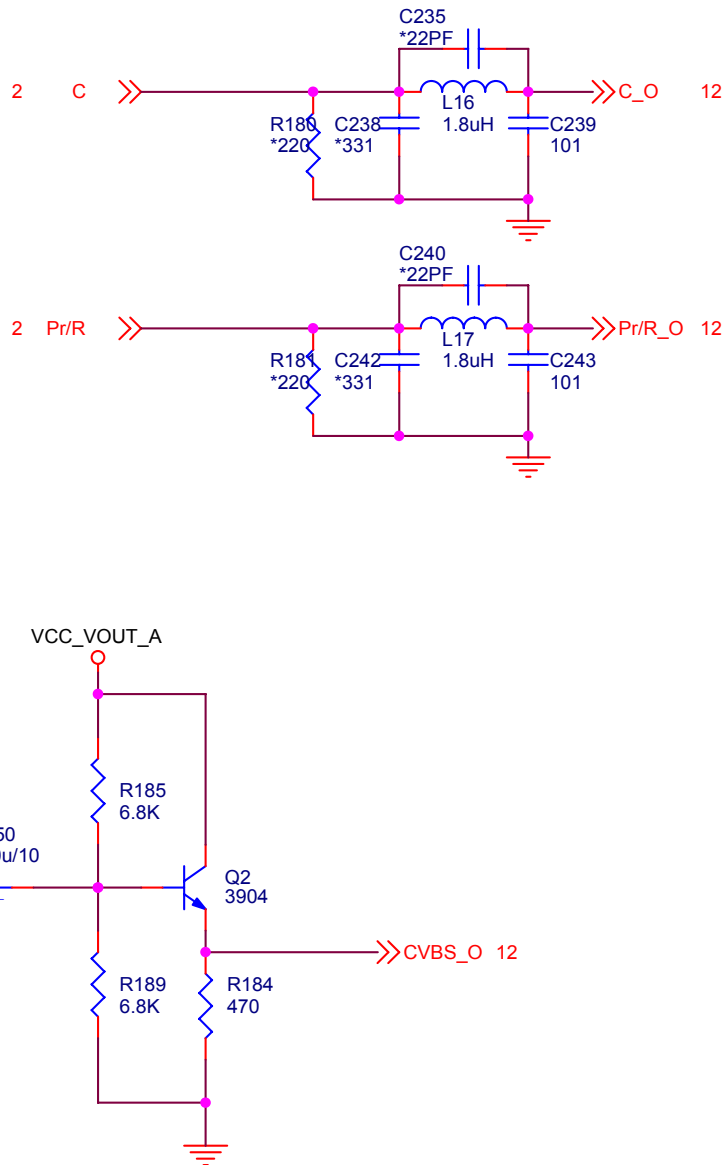 C235
*22PF
2 C C_O 12
L16
1.8uH
R180
*220
C238
*331
C239
101
C240
*22PF
2 Pr/R Pr/R_O 12
L17
1.8uH
R181
*220
C242
*331
C243
101
VCC_VOUT_A
R185
6.8K
Q2
3904
CVBS_O 12
R189
6.8K
R184
470